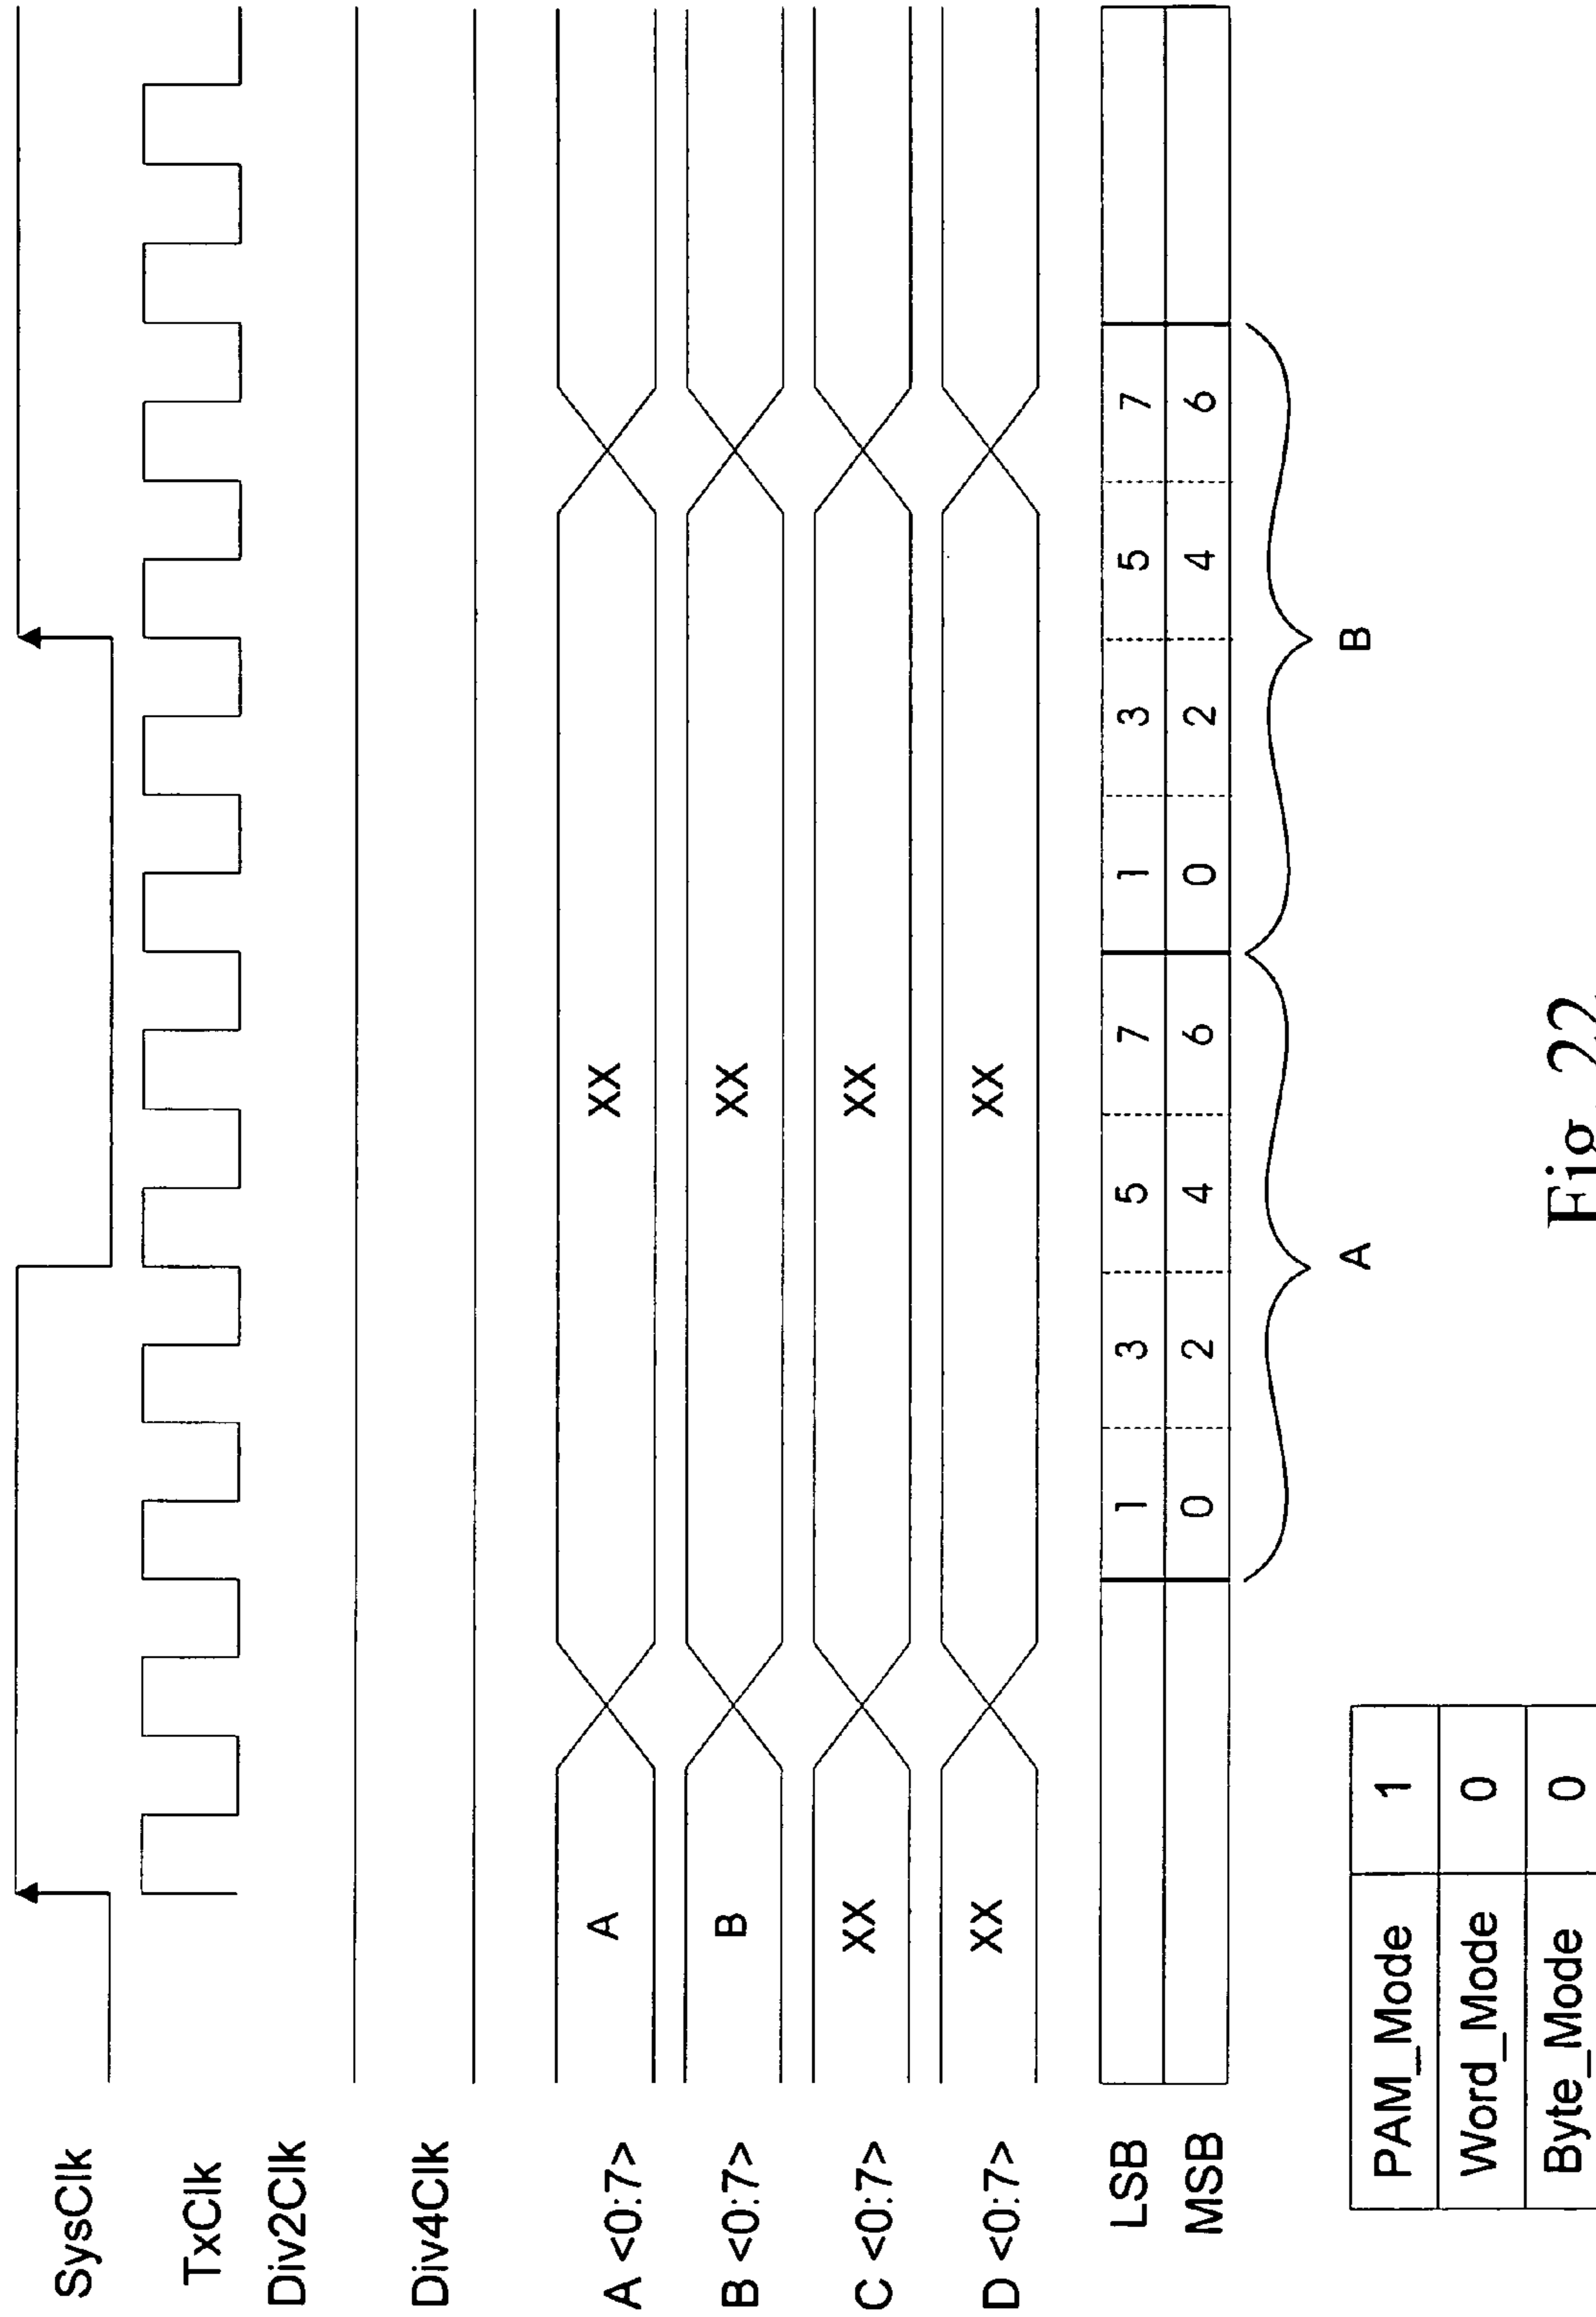 SysClk
TxClk
Div2Clk
Div4Clk
A <0:7> A XX
B <0:7> B XX
C <0:7> XX XX
D <0:7> XX XX
LSB 1 3 5 7 1 3 5 7
MSB 0 2 4 6 0 2 4 6
A B
PAM_Mode 1
Word_Mode 0
Byte_Mode 0
Fig. 22